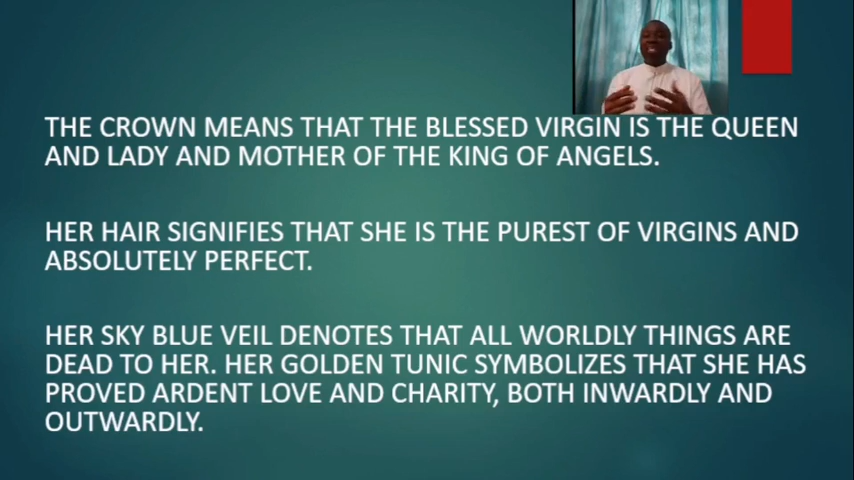 THE CROWN MEANS THAT THE BLESSED VIRGIN IS THE QUEEN
AND LADY AND MOTHER OF THE KING OF ANGELS.
HER HAIR SIGNIFIES THAT SHE IS THE PUREST OF VIRGINS AND
ABSOLUTELY PERFECT.
HER SKY BLUE VEIL DENOTES THAT ALL WORLDLY THINGS ARE
DEAD TO HER. HER GOLDEN TUNIC SYMBOLIZES THAT SHE HAS
PROVED ARDENT LOVE AND CHARITY, BOTH INWARDLY AND
OUTWARDLY.